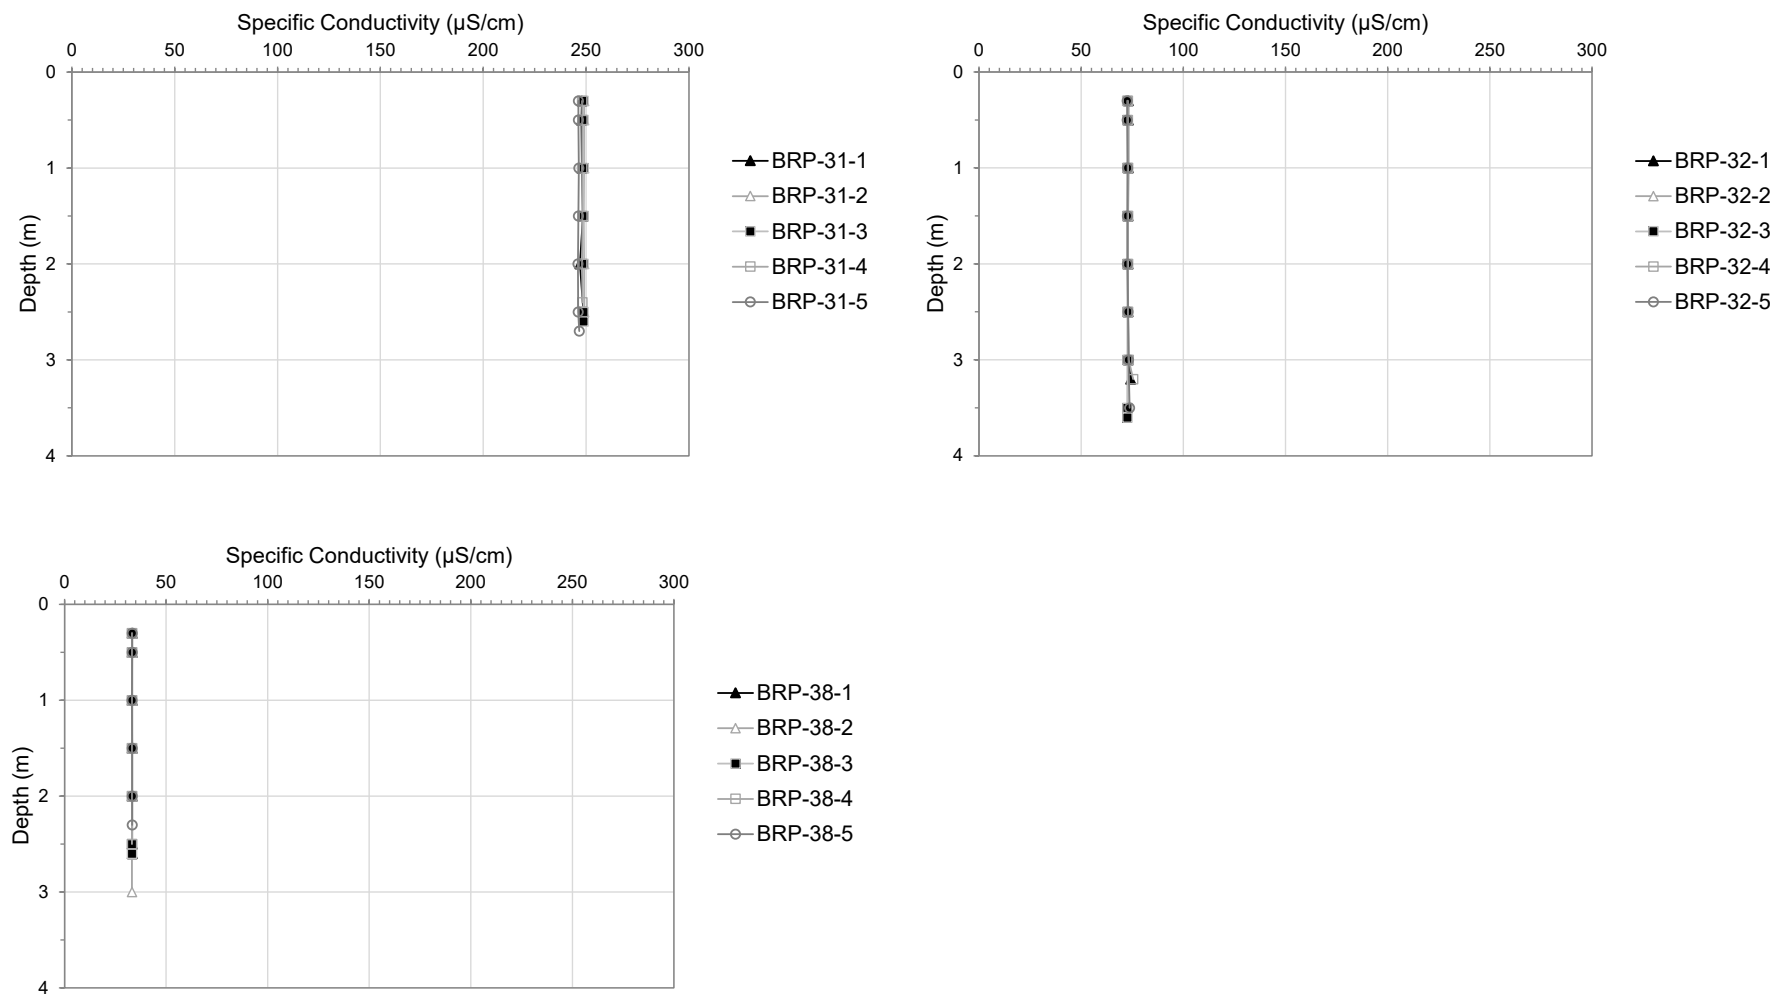 Specific Conductivity (µS/cm)
0 50 100 150 200 250 300
0
1
2
3
4
Depth (m)
BRP-31-1
BRP-31-2
BRP-31-3
BRP-31-4
BRP-31-5
Specific Conductivity (µS/cm)
0 50 100 150 200 250 300
0
1
2
3
4
Depth (m)
BRP-32-1
BRP-32-2
BRP-32-3
BRP-32-4
BRP-32-5
Specific Conductivity (µS/cm)
0 50 100 150 200 250 300
0
1
2
3
4
Depth (m)
BRP-38-1
BRP-38-2
BRP-38-3
BRP-38-4
BRP-38-5